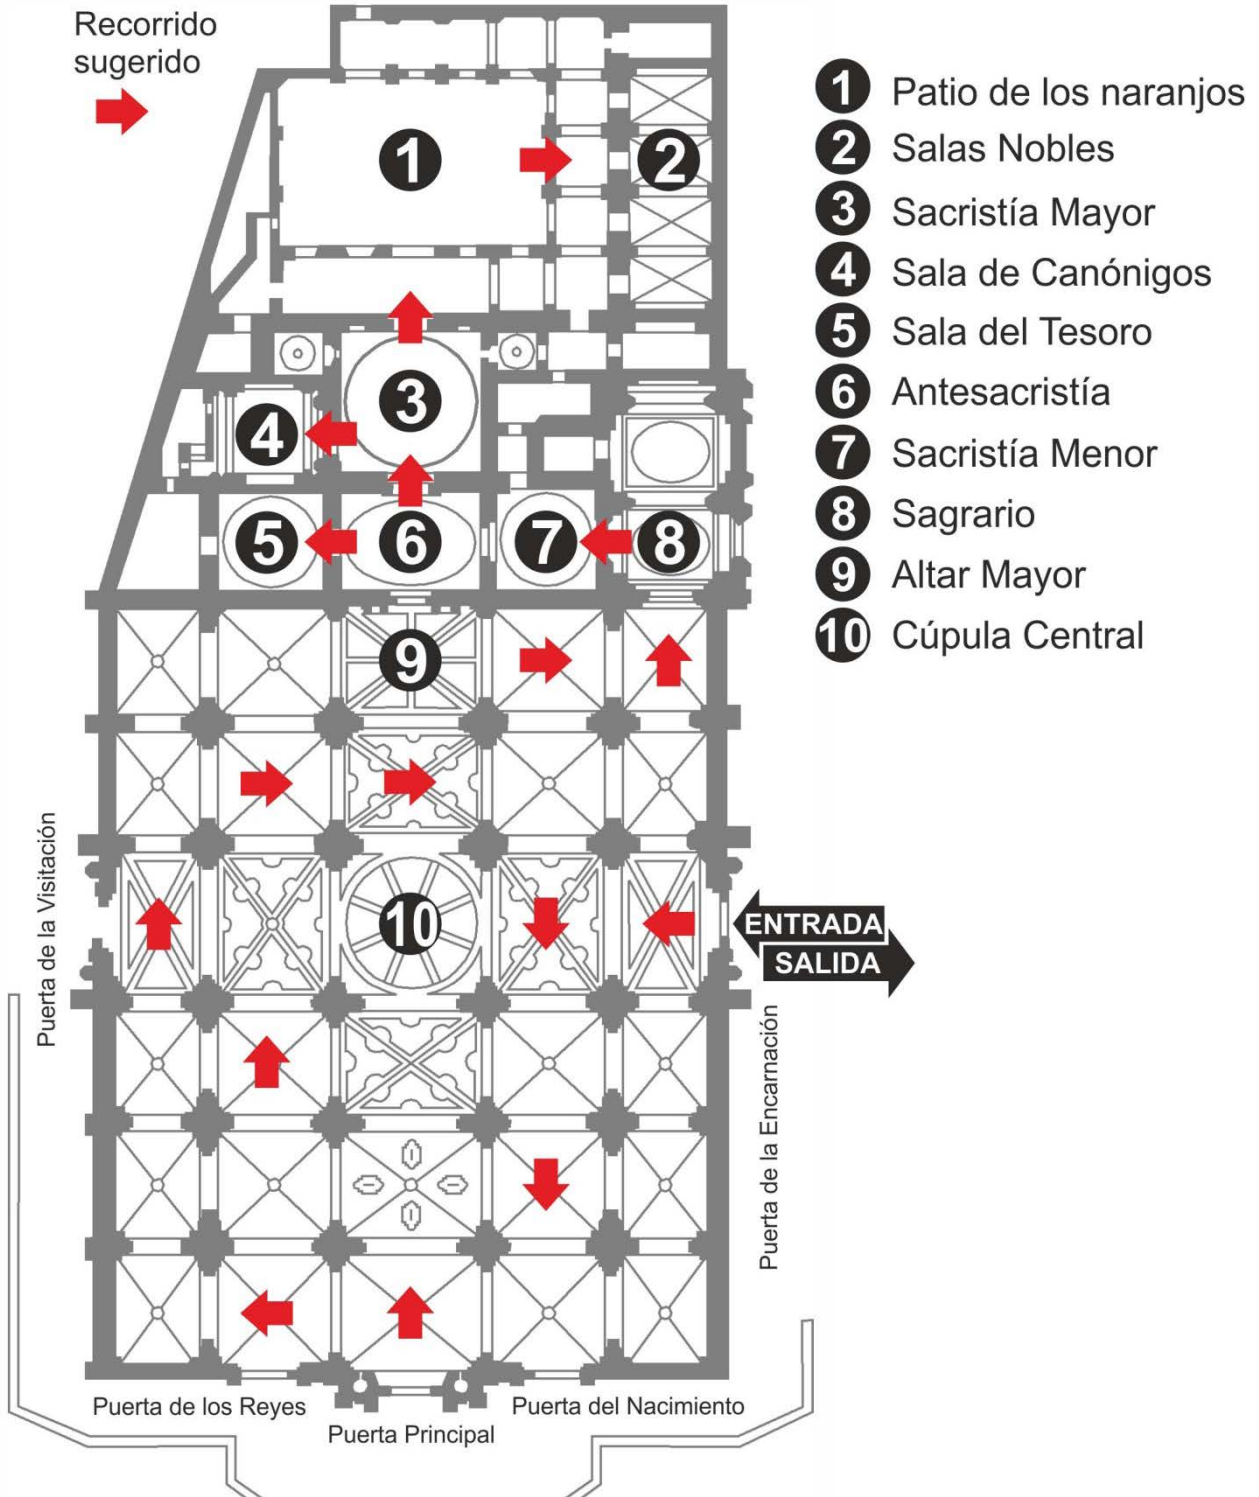 Recorrido
sugerido
1 Patio de los naranjos
2 Salas Nobles
3 Sacristía Mayor
4 Sala de Canónigos
5 Sala del Tesoro
6 Antesacristía
7 Sacristía Menor
8 Sagrario
9 Altar Mayor
10 Cúpula Central
1
2
3
4
5
6
7
8
9
10
Puerta de la Visitación
ENTRADA
SALIDA
Puerta de la Encarnación
Puerta de los Reyes
Puerta Principal
Puerta del Nacimiento